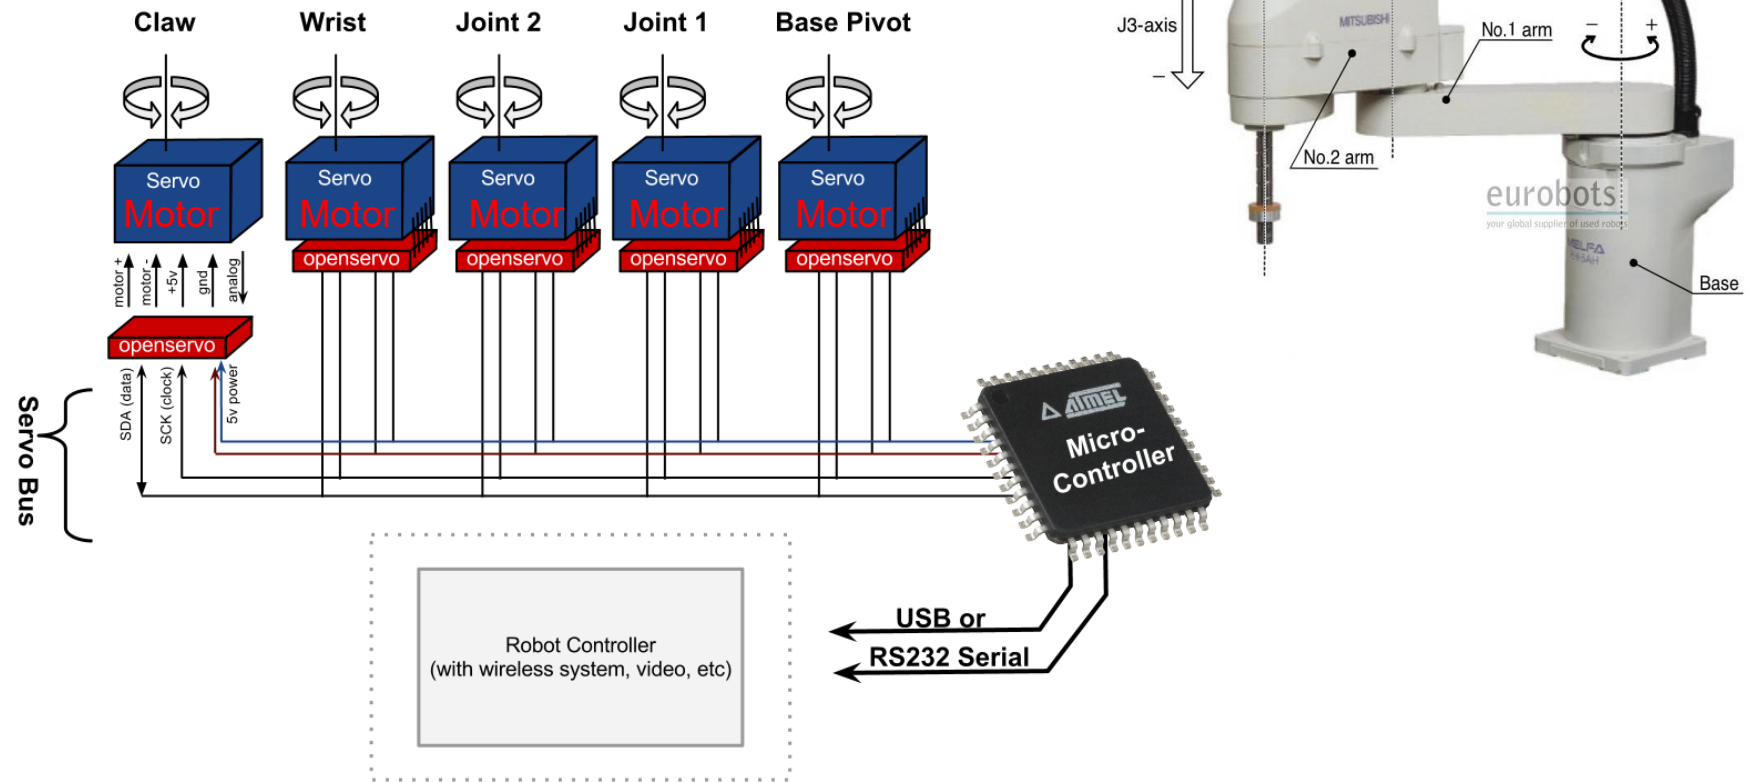 Claw
Wrist
Joint 2
Joint 1
Base Pivot
Servo
Motor
Servo
Motor
Servo
Motor
Servo
Motor
Servo
Motor
openservo
openservo
openservo
openservo
motor +
motor -
+5v
gnd
analog
openservo
SDA (data)
SCK (clock)
5v power
Servo Bus
ATMEL
Micro-
Controller
USB or
RS232 Serial
Robot Controller
(with wireless system, video, etc)
J3-axis
−
MITSUBISHI
No.1 arm
− +
No.2 arm
eurobots
your global supplier of used robots
MELFA
Base